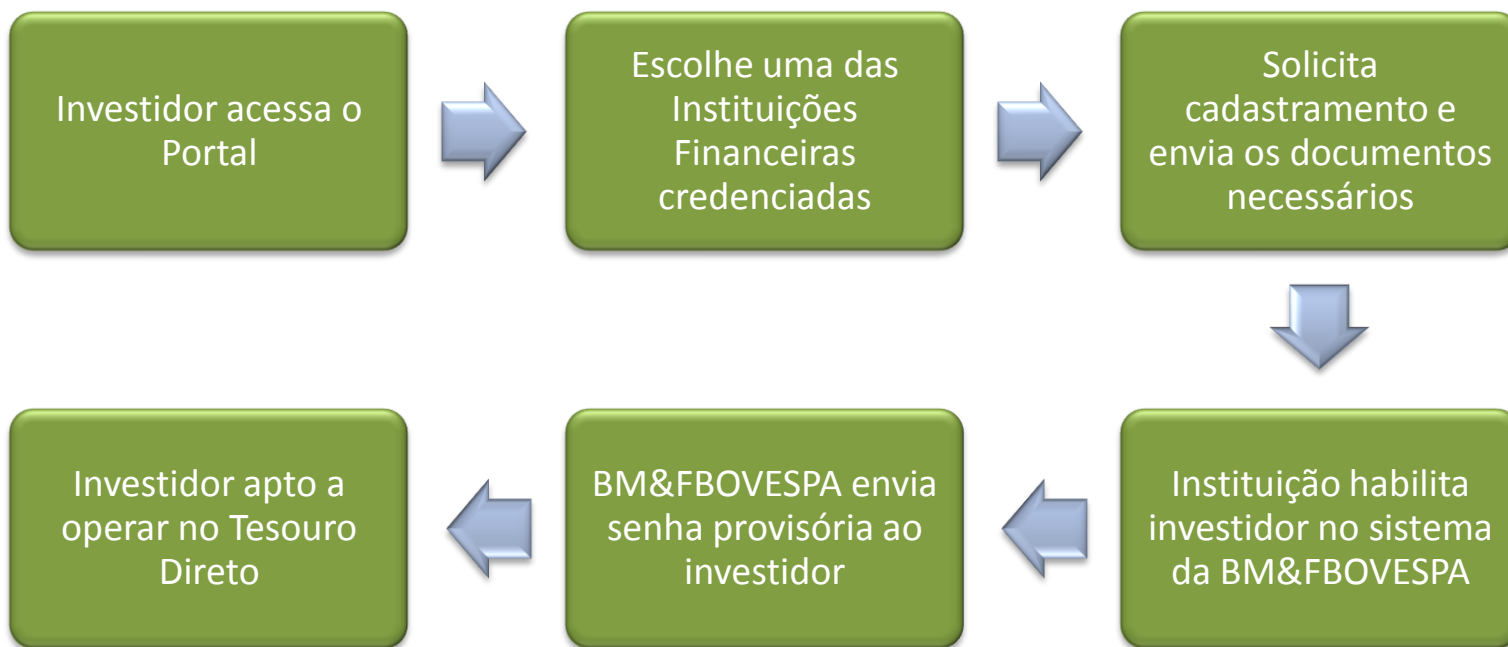 Investidor acessa o
Portal
Escolhe uma das
Instituições
Financeiras
credenciadas
Solicita
cadastramento e
envia os documentos
necessários
Instituição habilita
investidor no sistema
da BM&FBOVESPA
BM&FBOVESPA envia
senha provisória ao
investidor
Investidor apto a
operar no Tesouro
Direto